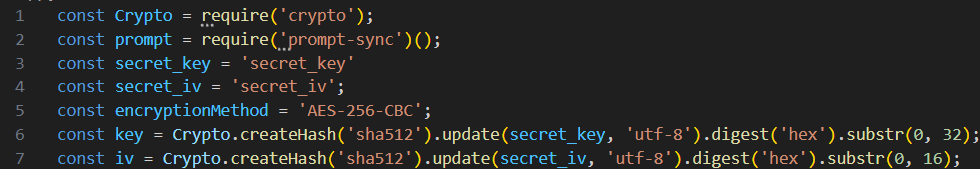 1 const Crypto = require('crypto');
2 const prompt = require('prompt-sync')();
3 const secret_key = 'secret_key'
4 const secret_iv = 'secret_iv';
5 const encryptionMethod = 'AES-256-CBC';
6 const key = Crypto.createHash('sha512').update(secret_key, 'utf-8').digest('hex').substr(0, 32);
7 const iv = Crypto.createHash('sha512').update(secret_iv, 'utf-8').digest('hex').substr(0, 16);